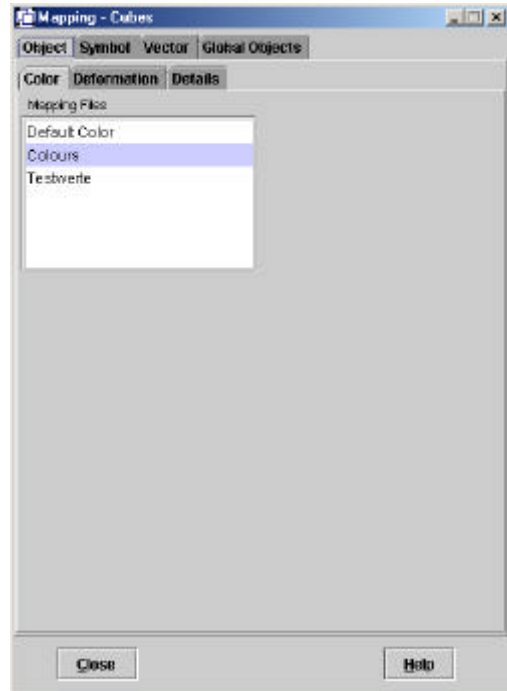 Mapping - Cubes
Object Symbol Vector Global Objects
Color Deformation Details
Mapping Files
Default Color
Colours
Testwerte
Close Help